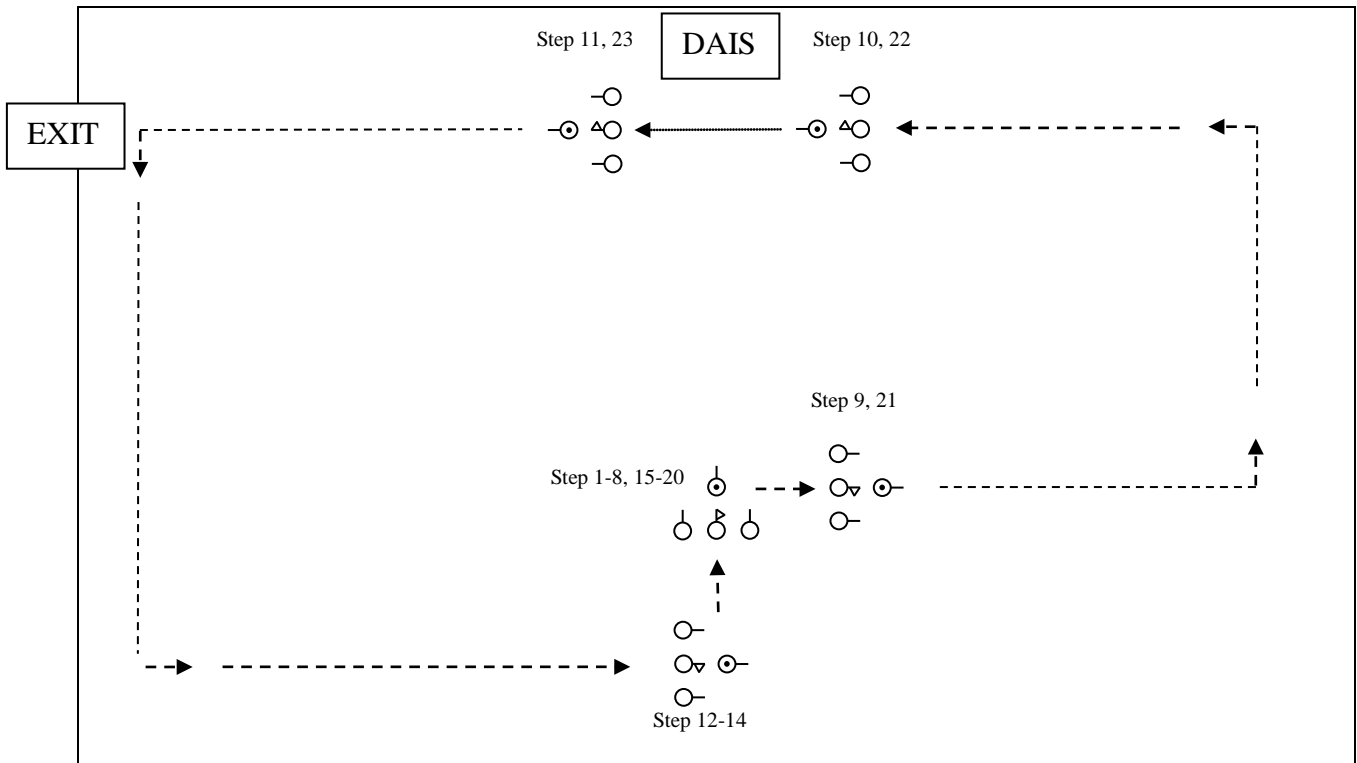 Step 11, 23
DAIS
Step 10, 22
EXIT
Step 9, 21
Step 1-8, 15-20
Step 12-14